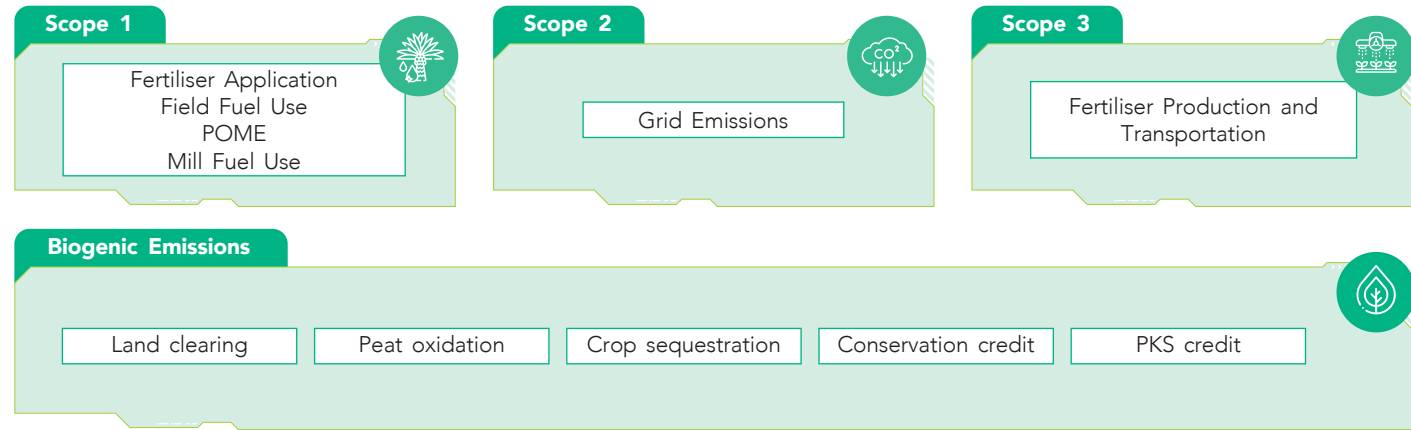 Scope 1
Fertiliser Application
Field Fuel Use
POME
Mill Fuel Use
Scope 2
CO²
Grid Emissions
Scope 3
Fertiliser Production and
Transportation
Biogenic Emissions
Land clearing
Peat oxidation
Crop sequestration
Conservation credit
PKS credit